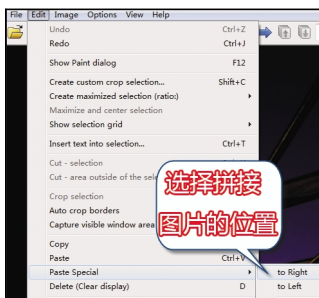 File Edit Image Options View Help
Undo Ctrl+Z
Redo Ctrl+J
Show Paint dialog F12
Create custom crop selection... Shift+C
Create maximized selection (ratio):
Maximize and center selection
Show selection grid
Insert text into selection... Ctrl+T
Cut - selection
Cut - area outside of the sele
Crop selection
Auto crop borders
Capture visible window area
Copy
Paste Ctrl+V
Paste Special
Delete (Clear display) D
选择拼接
图片的位置
to Right
to Left